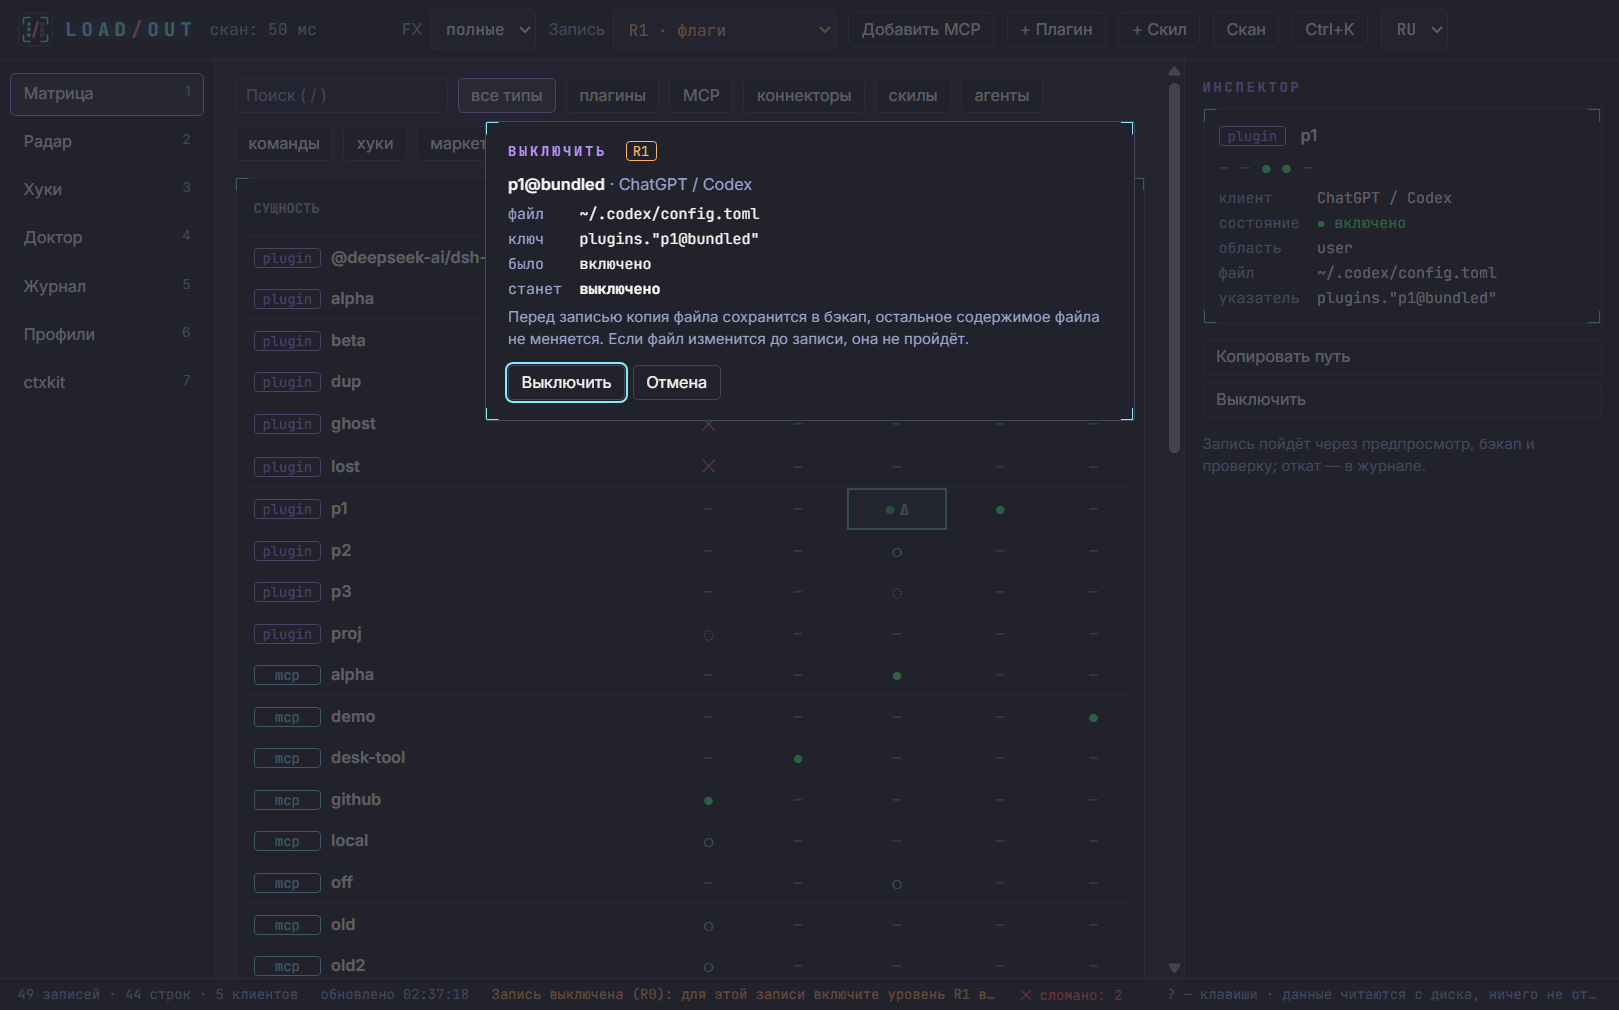 LOAD/OUT скан: 50 мс FX полные Запись R1 · флаги Добавить MCP + Плагин + Скил Скан Ctrl+K RU
Матрица 1
Радар 2
Хуки 3
Доктор 4
Журнал 5
Профили 6
ctxkit 7
Поиск ( / ) все типы плагины MCP коннекторы скилы агенты
команды хуки маркет
ВЫКЛЮЧИТЬ R1
p1@bundled · ChatGPT / Codex
файл ~/.codex/config.toml
ключ plugins."p1@bundled"
было включено
станет выключено
Перед записью копия файла сохранится в бэкап, остальное содержимое файла
не меняется. Если файл изменится до записи, она не пройдёт.
Выключить Отмена
СУЩНОСТЬ
plugin @deepseek-ai/dsh-
plugin alpha
plugin beta
plugin dup
plugin ghost
plugin lost
plugin p1 Δ
plugin p2
plugin p3
plugin proj
mcp alpha
mcp demo
mcp desk-tool
mcp github
mcp local
mcp off
mcp old
mcp old2
ИНСПЕКТОР
plugin p1
клиент ChatGPT / Codex
состояние ● включено
область user
файл ~/.codex/config.toml
указатель plugins."p1@bundled"
Копировать путь
Выключить
Запись пойдёт через предпросмотр, бэкап и
проверку; откат — в журнале.
49 записей · 44 строк · 5 клиентов обновлено 02:37:18 Запись выключена (R0): для этой записи включите уровень R1 в… сломано: 2 ? — клавиши · данные читаются с диска, ничего не от…